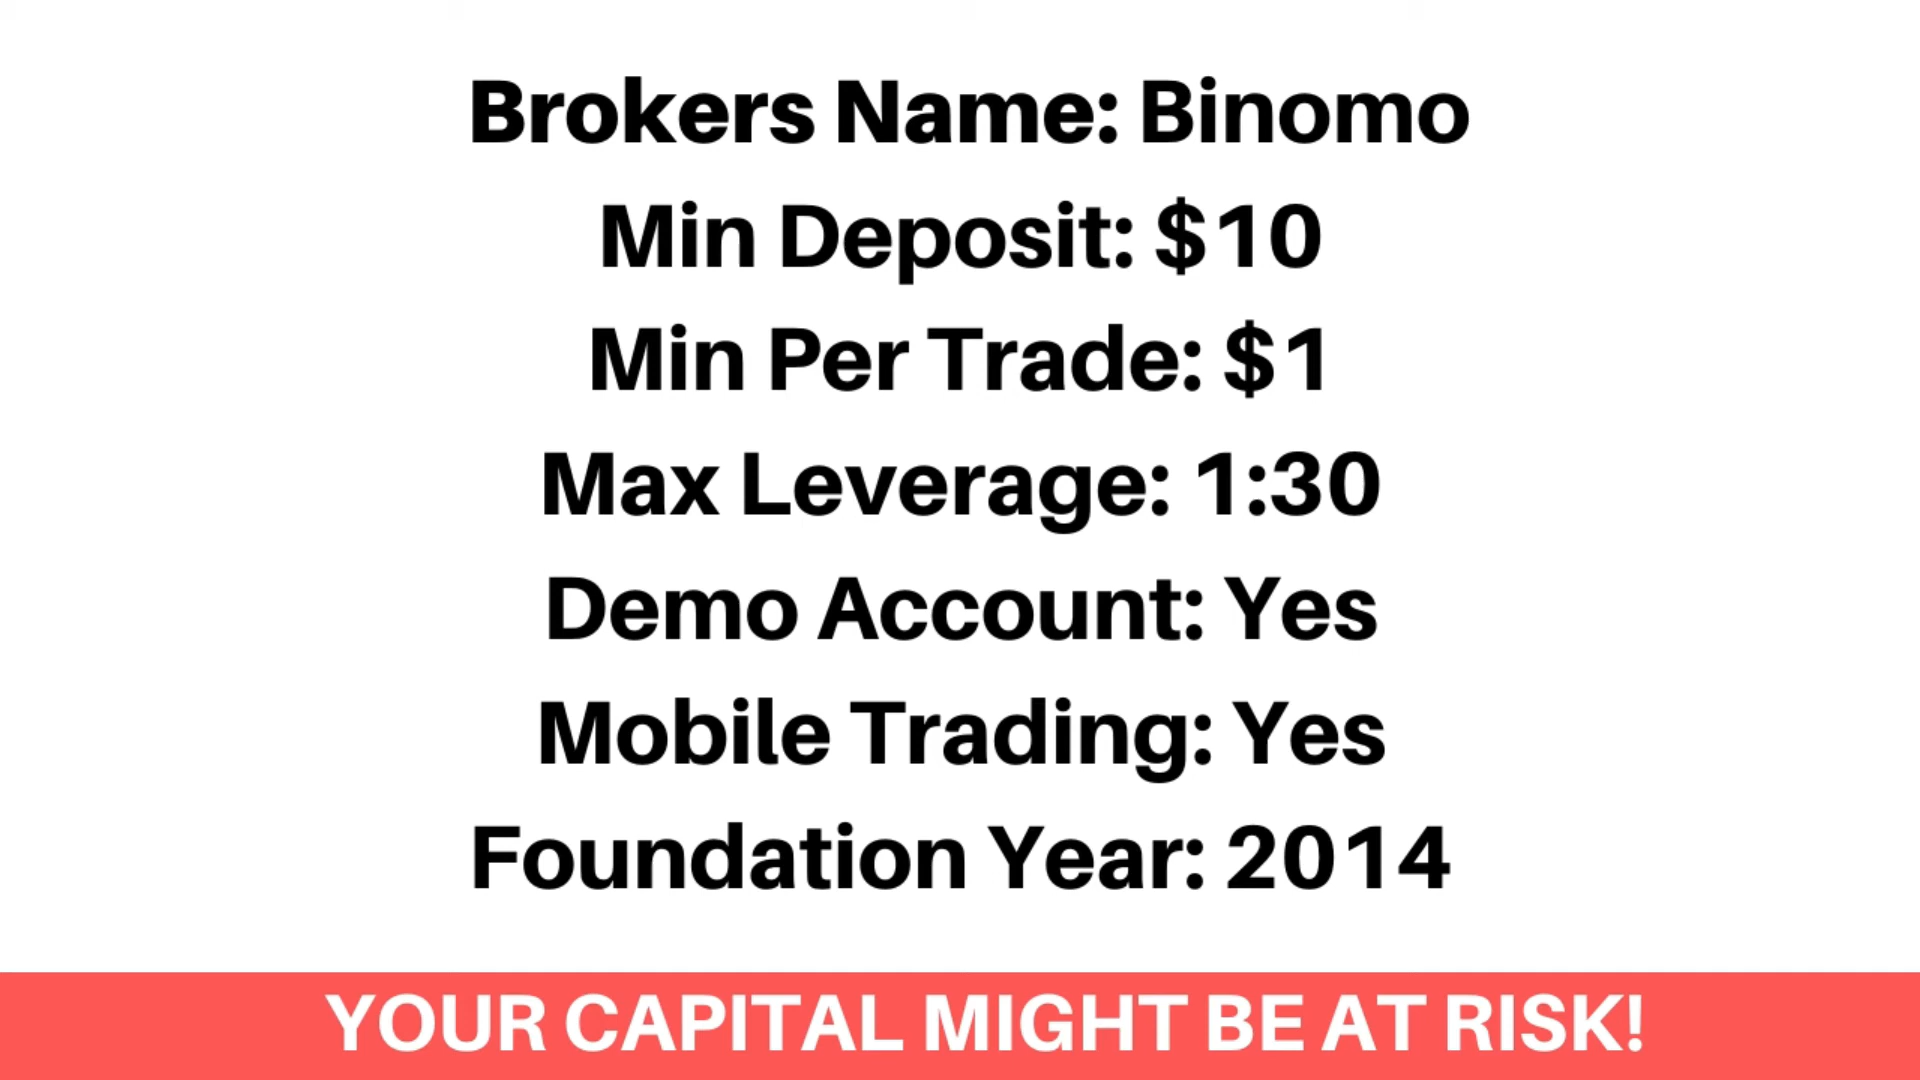 Brokers Name: Binomo
Min Deposit: $10
Min Per Trade: $1
Max Leverage: 1:30
Demo Account: Yes
Mobile Trading: Yes
Foundation Year: 2014
YOUR CAPITAL MIGHT BE AT RISK!